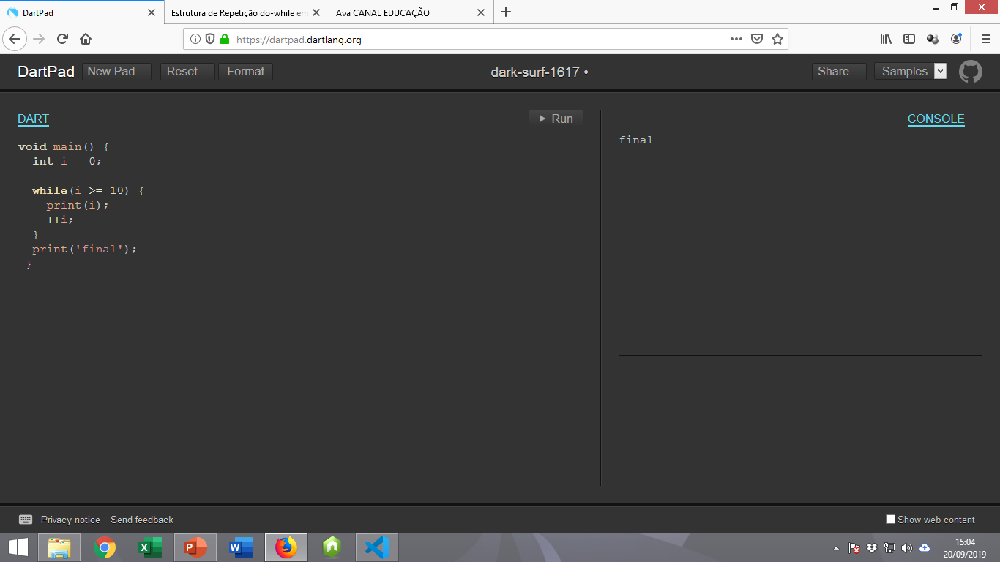 DartPad
Estrutura de Repetição do-while em
Ava CANAL EDUCAÇÃO
https://dartpad.dartlang.org
DartPad
New Pad...
Reset...
Format
dark-surf-1617 •
Share...
Samples
DART
Run
CONSOLE
void main() {
int i = 0;
while(i >= 10) {
print(i);
++i;
}
print('final');
}
final
Privacy notice
Send feedback
Show web content
15:04
20/09/2019